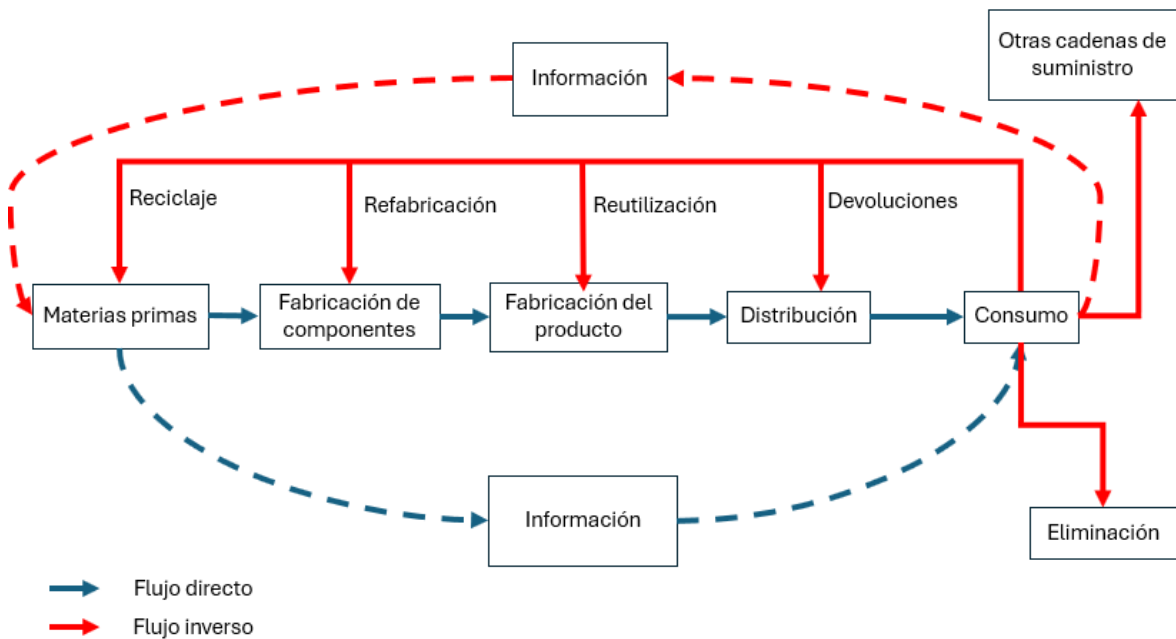 Otras cadenas de
suministro
Información
Reciclaje
Refabricación
Reutilización
Devoluciones
Materias primas
Fabricación de
componentes
Fabricación del
producto
Distribución
Consumo
Información
Eliminación
Flujo directo
Flujo inverso